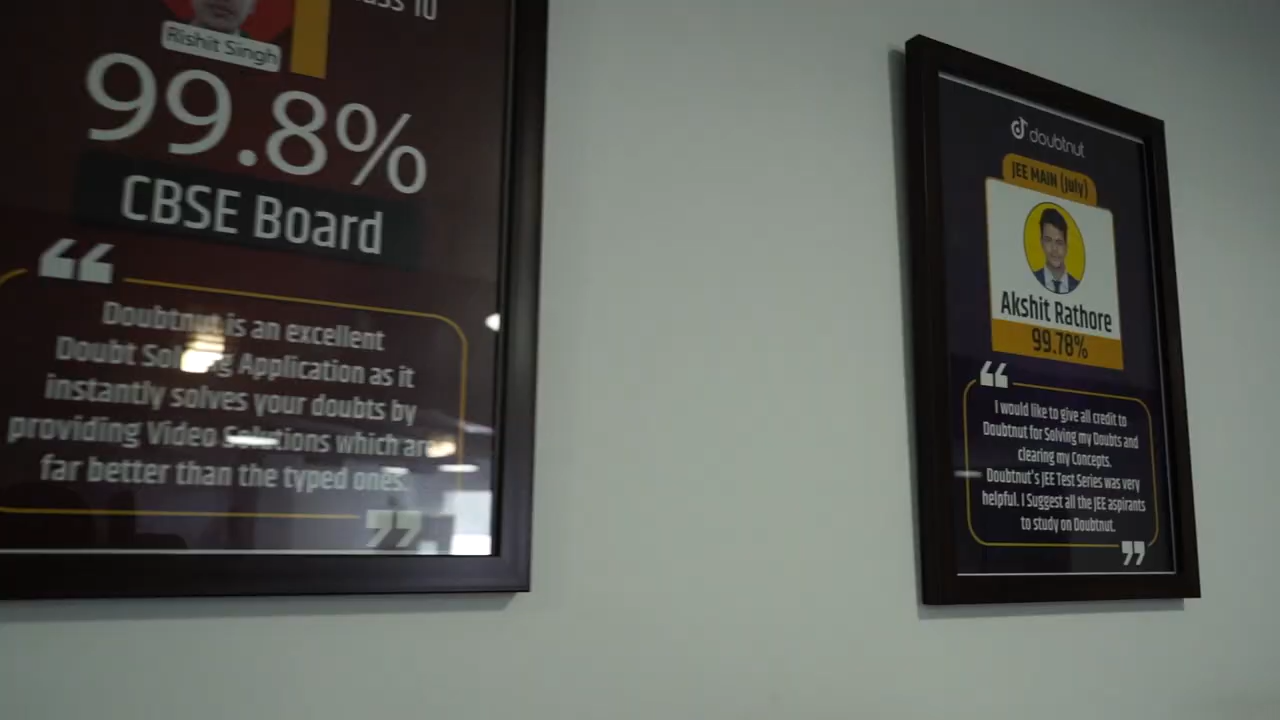 10
Rishit Singh
99.8%
CBSE Board
“
Doubtnut is an excellent
Doubt Solving Application as it
instantly solves your doubts by
providing Video Solutions which are
far better than the typed ones.
”
doubtnut
JEE MAIN (July)
Akshit Rathore
99.78%
“
I would like to give all credit to
Doubtnut for Solving my Doubts and
clearing my Concepts.
Doubtnut's JEE Test Series was very
helpful. I Suggest all the JEE aspirants
to study on Doubtnut.
”